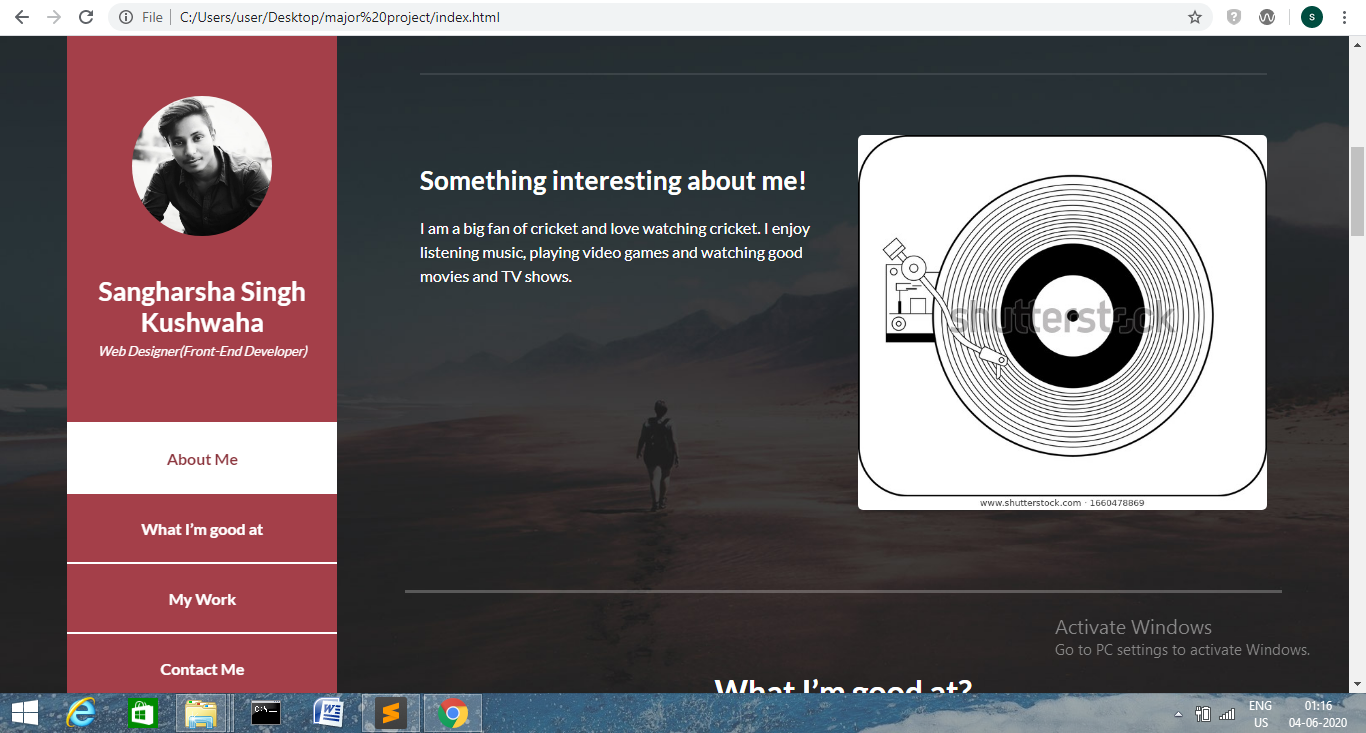 File
C:/Users/user/Desktop/major%20project/index.html
S
Sangharsha Singh
Kushwaha
Web Designer(Front-End Developer)
About Me
What I’m good at
My Work
Contact Me
Something interesting about me!
I am a big fan of cricket and love watching cricket. I enjoy
listening music, playing video games and watching good
movies and TV shows.
shutterstock
www.shutterstock.com · 1660478869
What I’m good at?
Activate Windows
Go to PC settings to activate Windows.
C:\.
ENG
US
01:16
04-06-2020